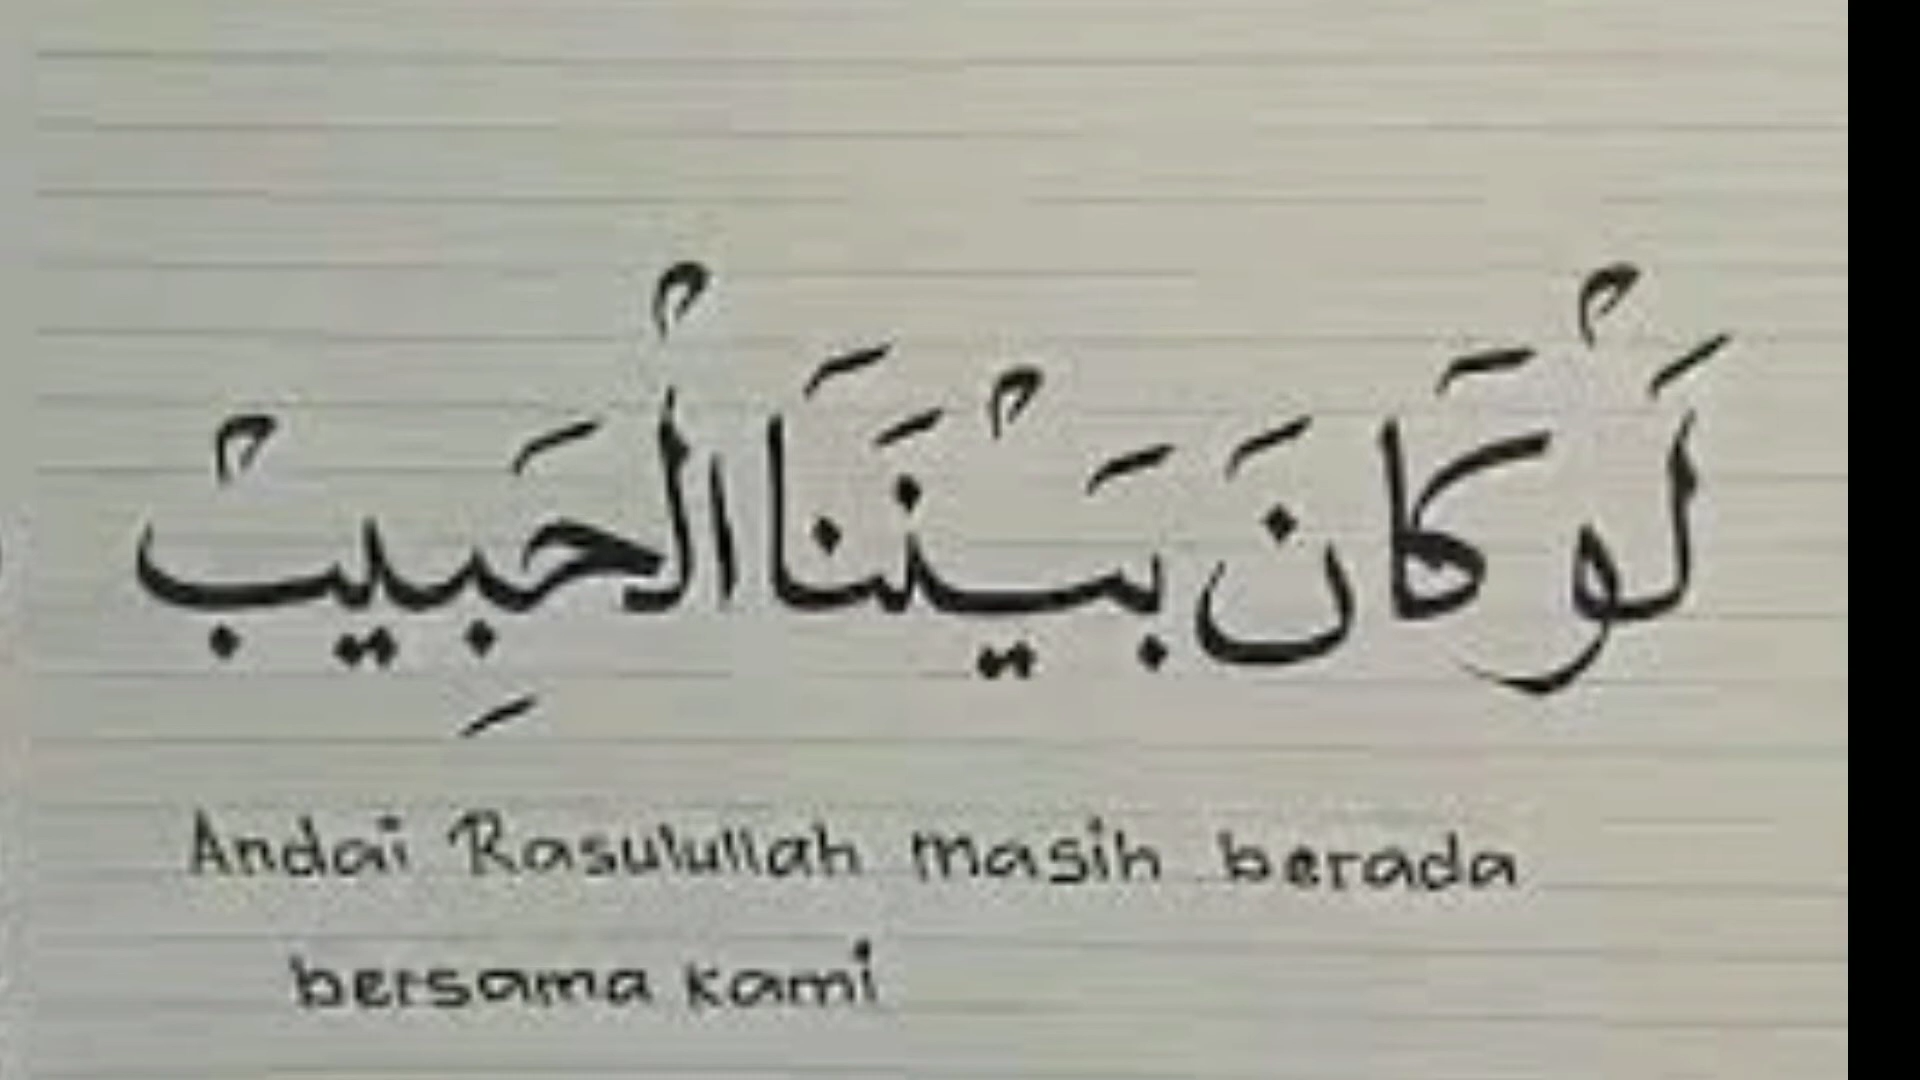 لَوْ كَانَ بَيْنَنَا الْحَبِيبْ
Andai Rasulullah masih berada
bersama kami